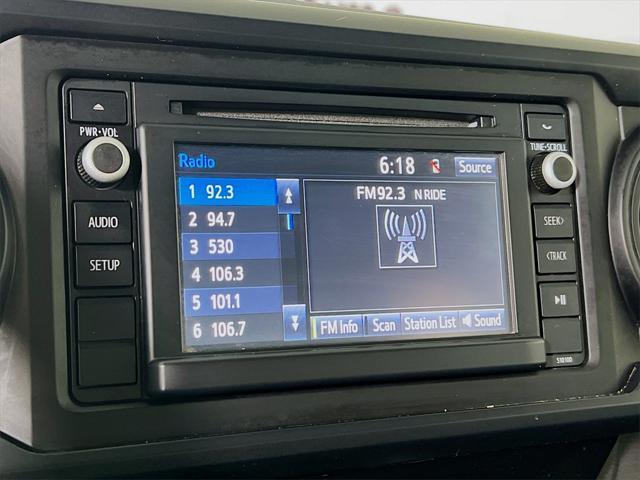 PWR·VOL
AUDIO
SETUP
Radio
6:18
Source
1 92.3
2 94.7
3 530
4 106.3
5 101.1
6 106.7
FM92.3 N RIDE
FM Info
Scan
Station List
Sound
TUNE·SCROLL
SEEK>
<TRACK
51010D